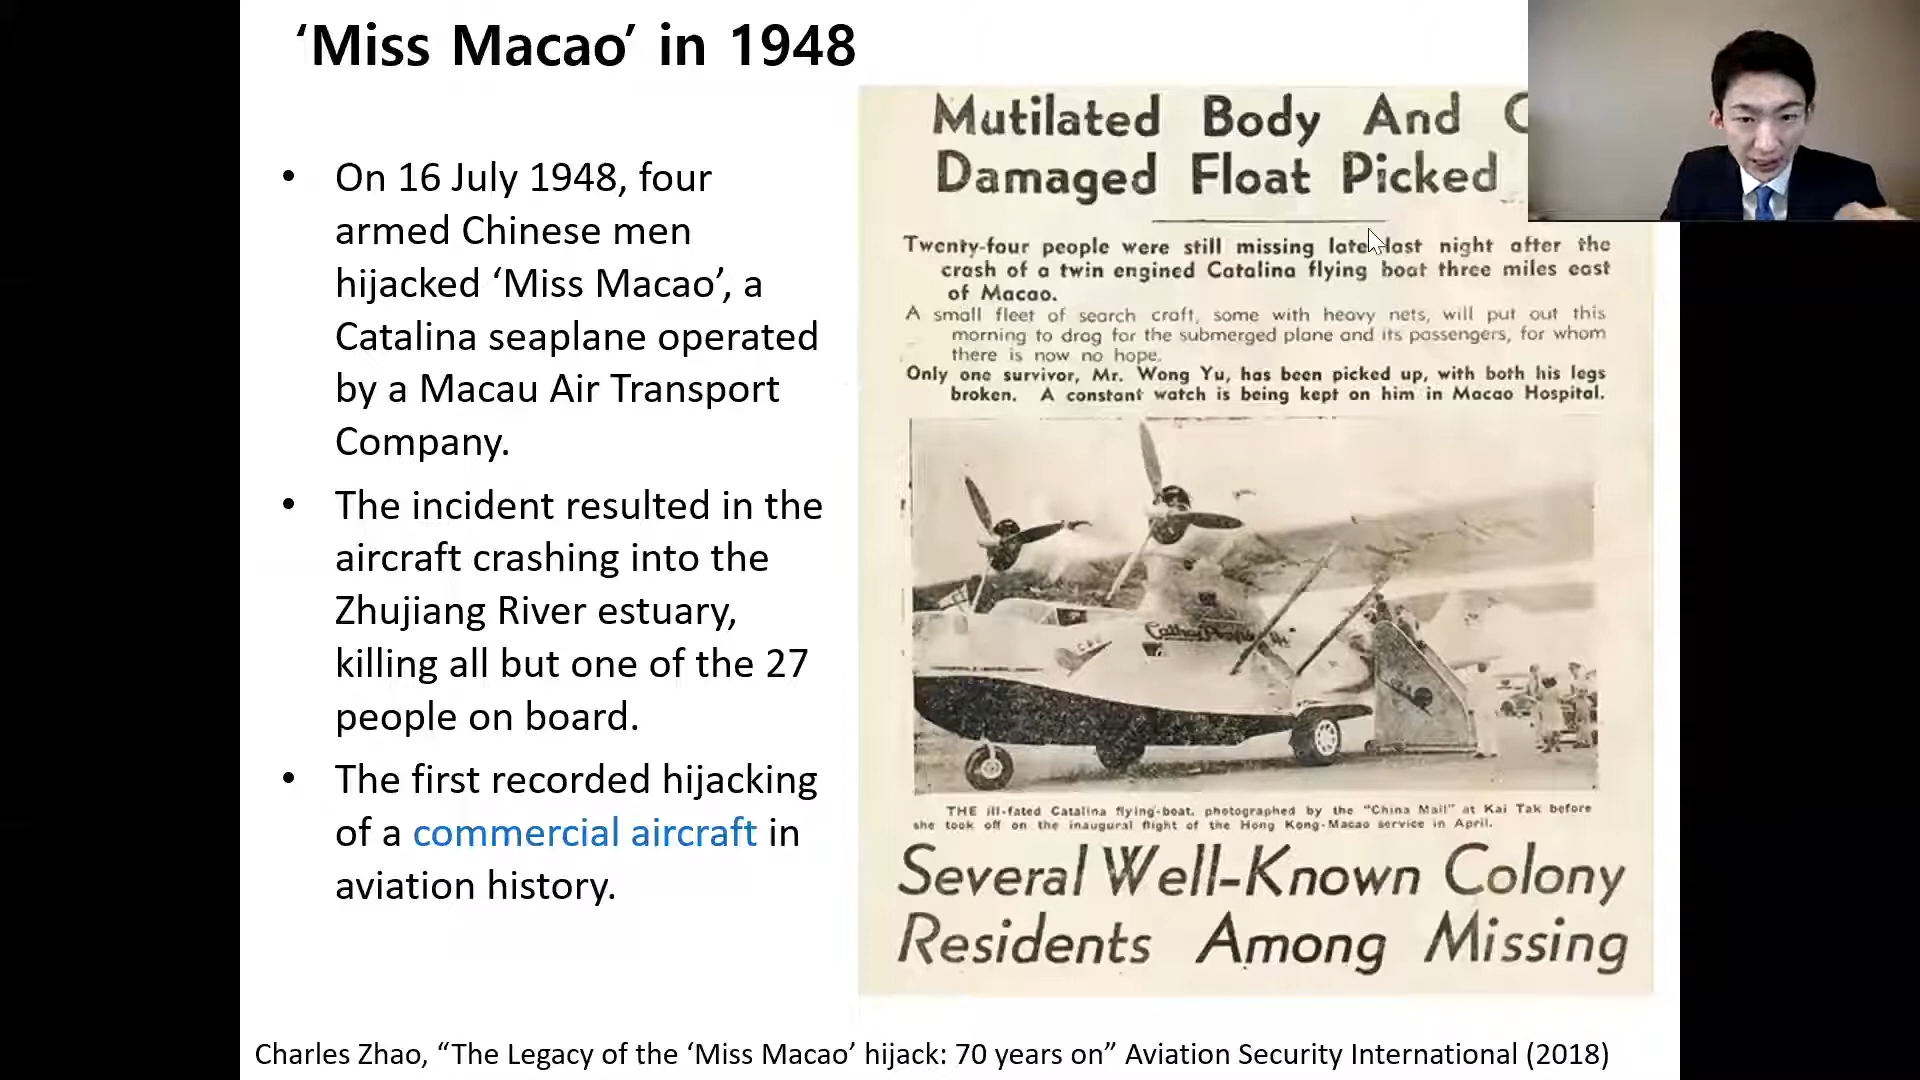 ‘Miss Macao’ in 1948
• On 16 July 1948, four
armed Chinese men
hijacked ‘Miss Macao’, a
Catalina seaplane operated
by a Macau Air Transport
Company.
• The incident resulted in the
aircraft crashing into the
Zhujiang River estuary,
killing all but one of the 27
people on board.
• The first recorded hijacking
of a commercial aircraft in
aviation history.
Mutilated Body And
Damaged Float Picked
Twenty-four people were still missing late last night after the
crash of a twin engined Catalina flying boat three miles east
of Macao.
A small fleet of search craft, some with heavy nets, will put out this
morning to drag for the submerged plane and its passengers, for whom
there is now no hope.
Only one survivor, Mr. Wong Yu, has been picked up, with both his legs
broken. A constant watch is being kept on him in Macao Hospital.
THE ill-fated Catalina flying-boat, photographed by the “China Mail” at Kai Tak before
she took off on the inaugural flight of the Hong Kong-Macao service in April.
Several Well-Known Colony
Residents Among Missing
Charles Zhao, “The Legacy of the ‘Miss Macao’ hijack: 70 years on” Aviation Security International (2018)